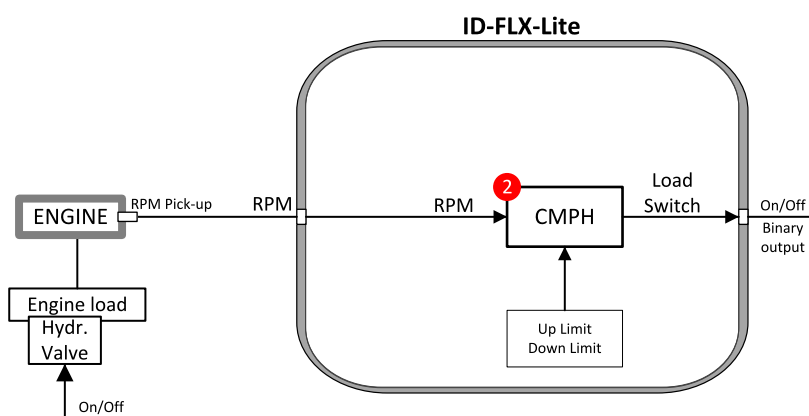 ID-FLX-Lite
ENGINE
RPM Pick-up
RPM
RPM
2
CMPH
Load
Switch
On/Off
Binary
output
Engine load
Hydr.
Valve
On/Off
Up Limit
Down Limit